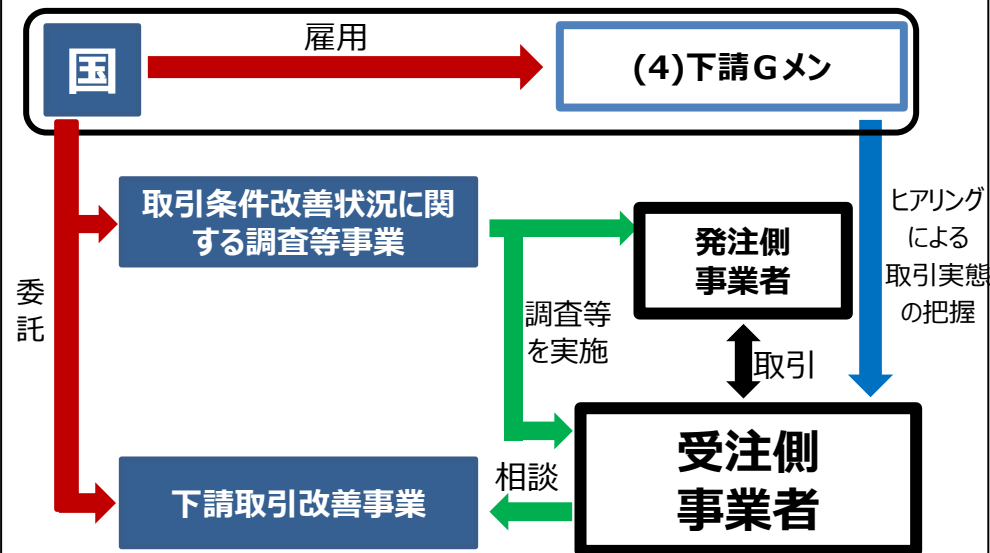 国
雇用
(4)下請Gメン
取引条件改善状況に関
する調査等事業
発注側
事業者
ヒアリング
による
取引実態
の把握
委
託
調査等
を実施
取引
受注側
事業者
相談
下請取引改善事業